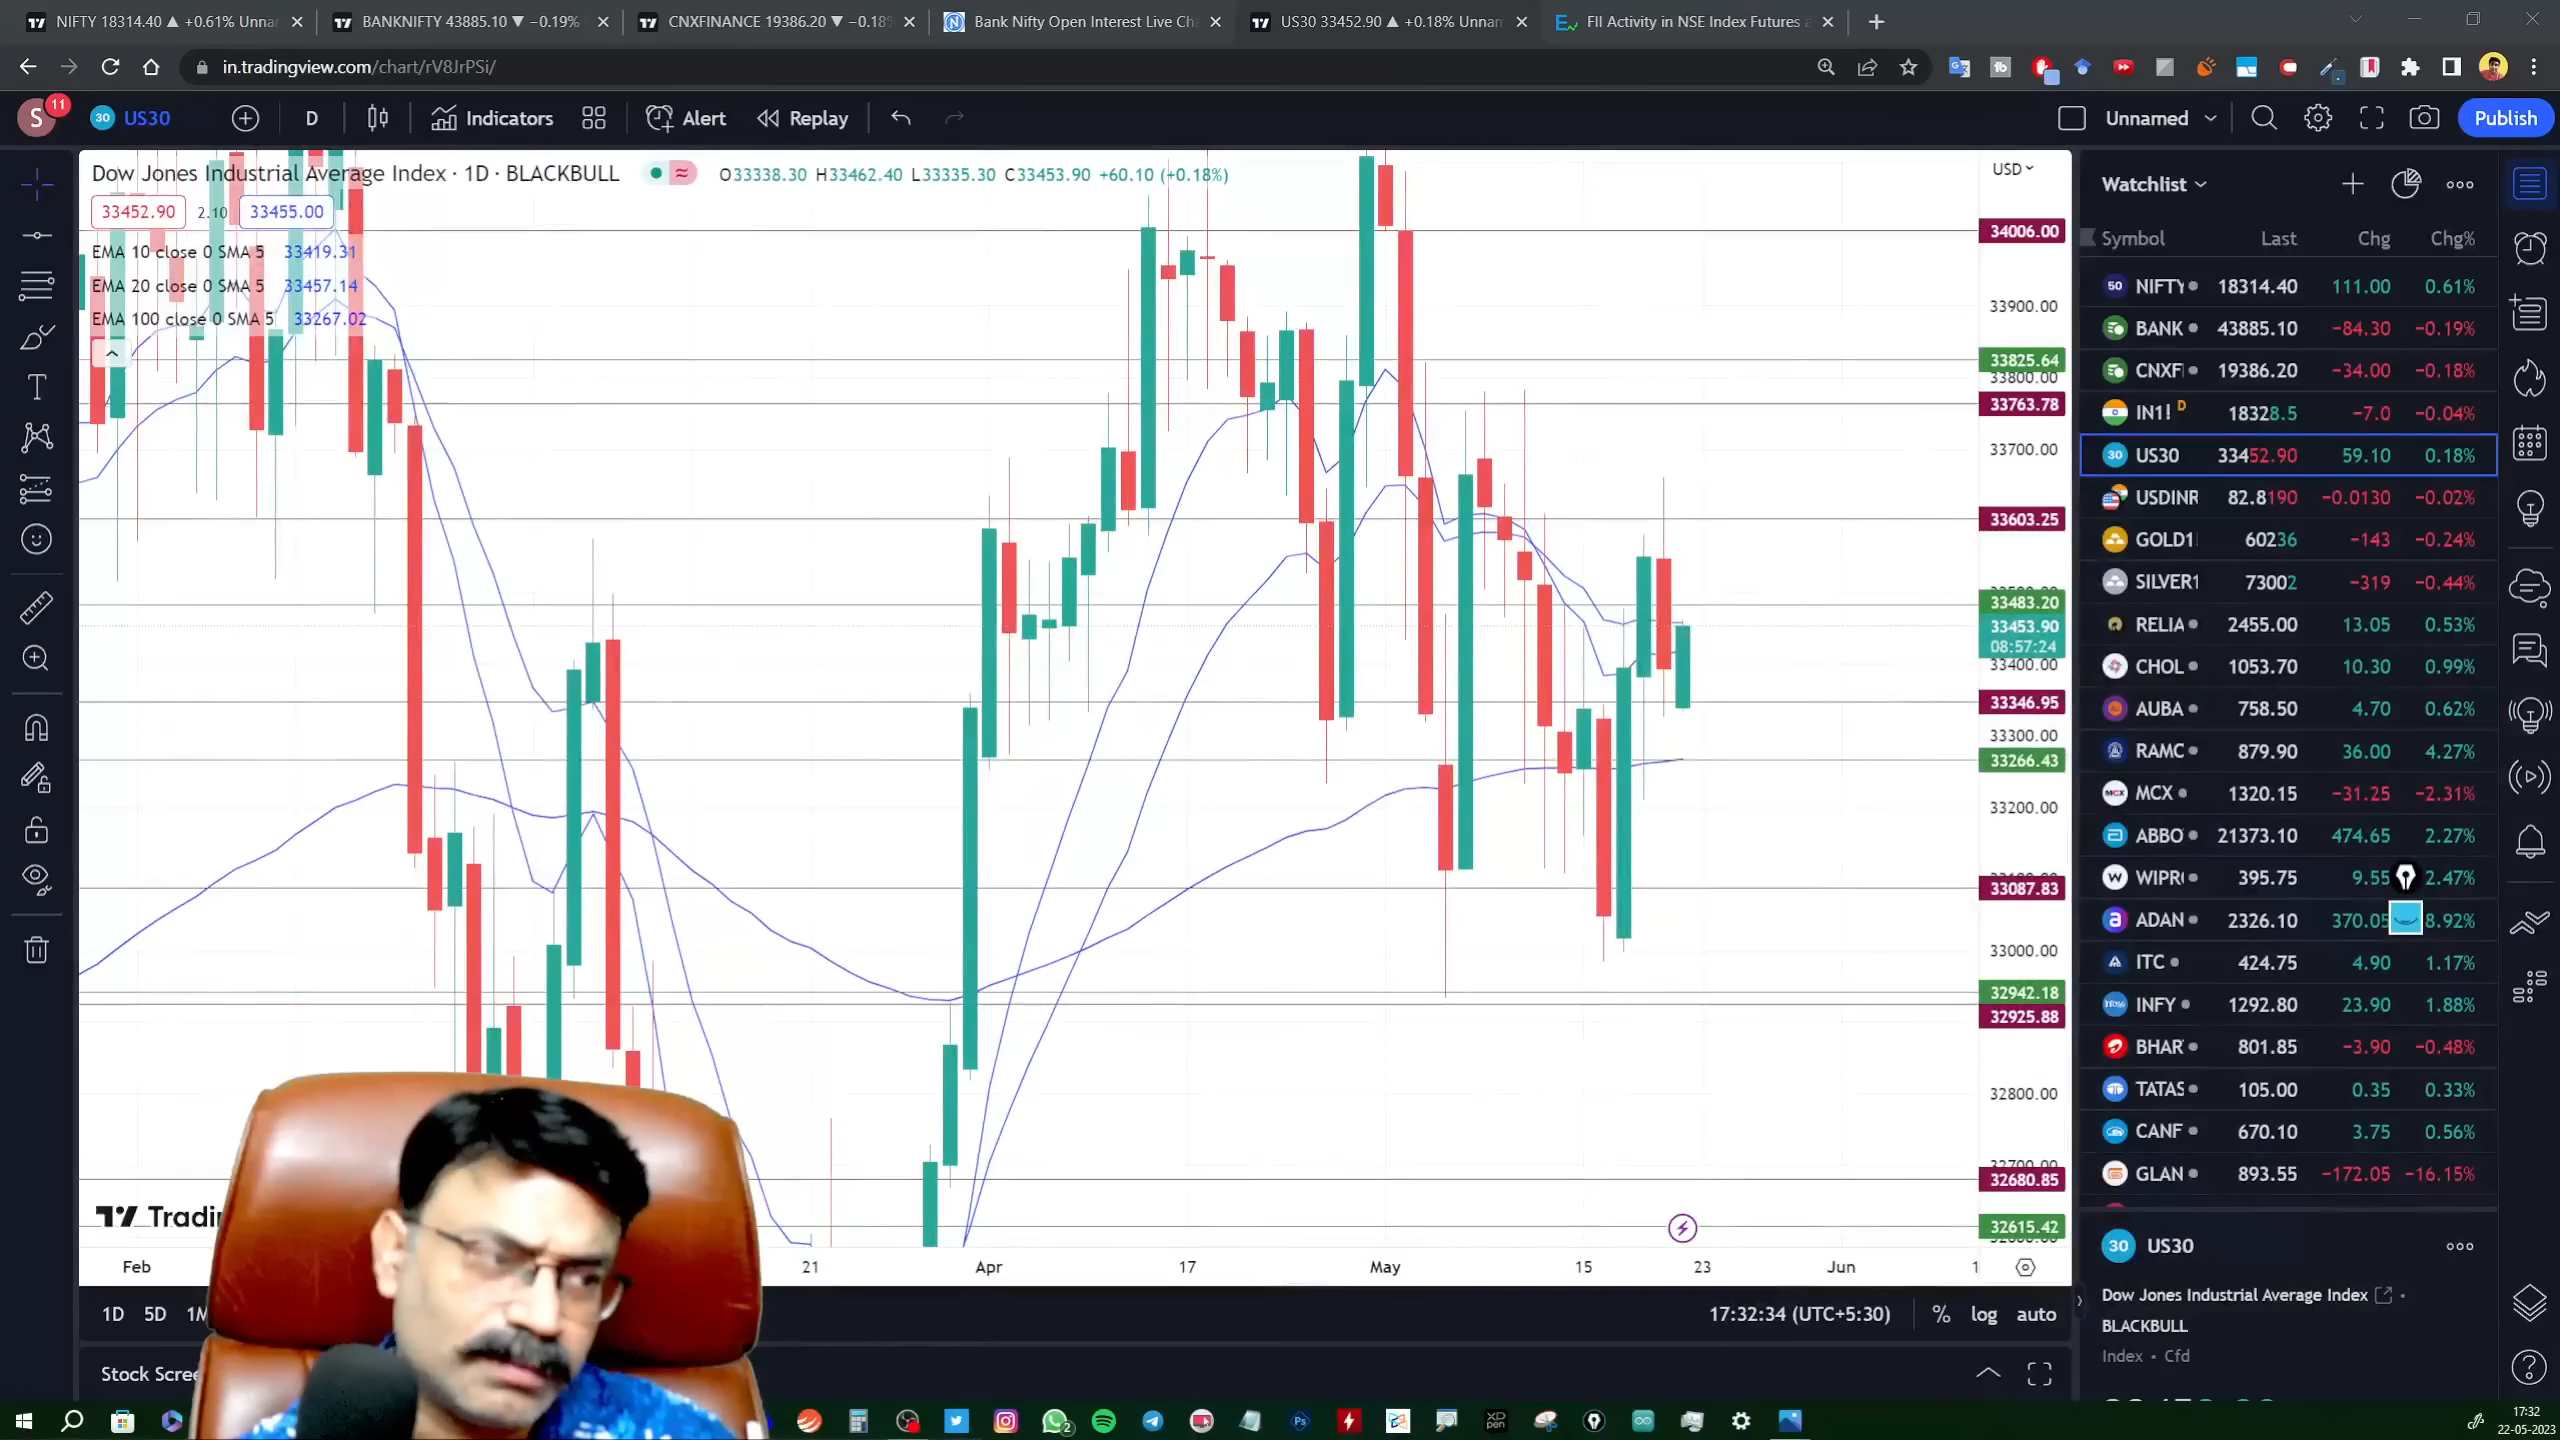 NIFTY 18314.40 ▲ +0.61% Unna
BANKNIFTY 43885.10 ▼ −0.19%
CNXFINANCE 19386.20 ▼ −0.18%
Bank Nifty Open Interest Live Ch
US30 33452.90 ▲ +0.18% Unnam
FII Activity in NSE Index Futures a
in.tradingview.com/chart/rV8JrPSi/
S 11
30 US30
D
Indicators
Alert
Replay
Unnamed
Publish
Dow Jones Industrial Average Index · 1D · BLACKBULL
O33338.30 H33462.40 L33335.30 C33453.90 +60.10 (+0.18%)
USD
33452.90 2.10 33455.00
EMA 10 close 0 SMA 5 33419.31
EMA 20 close 0 SMA 5 33457.14
EMA 100 close 0 SMA 5 33267.02
34006.00
33900.00
33825.64
33800.00
33763.78
33700.00
33603.25
33483.20
33453.90
08:57:24
33400.00
33346.95
33300.00
33266.43
33200.00
33087.83
33000.00
32942.18
32925.88
32800.00
32700.00
32680.85
32615.42
Tradi
Feb 21 Apr 17 May 15 23 Jun 1
1D 5D 1M
17:32:34 (UTC+5:30) % log auto
Stock Scree
Watchlist
Symbol Last Chg Chg%
50 NIFTY 18314.40 111.00 0.61%
BANK 43885.10 −84.30 −0.19%
CNXF 19386.20 −34.00 −0.18%
IN1! D 18328.5 −7.0 −0.04%
30 US30 33452.90 59.10 0.18%
USDINR 82.8190 −0.0130 −0.02%
GOLD1 60236 −143 −0.24%
SILVER1 73002 −319 −0.44%
RELIA 2455.00 13.05 0.53%
CHOL 1053.70 10.30 0.99%
AUBA 758.50 4.70 0.62%
RAMC 879.90 36.00 4.27%
MCX 1320.15 −31.25 −2.31%
ABBO 21373.10 474.65 2.27%
WIPR 395.75 9.55 2.47%
ADAN 2326.10 370.05 8.92%
ITC 424.75 4.90 1.17%
INFY 1292.80 23.90 1.88%
BHAR 801.85 −3.90 −0.48%
TATAS 105.00 0.35 0.33%
CANF 670.10 3.75 0.56%
GLAN 893.55 −172.05 −16.15%
30 US30
Dow Jones Industrial Average Index
BLACKBULL
Index • Cfd
17:32
22-05-2023